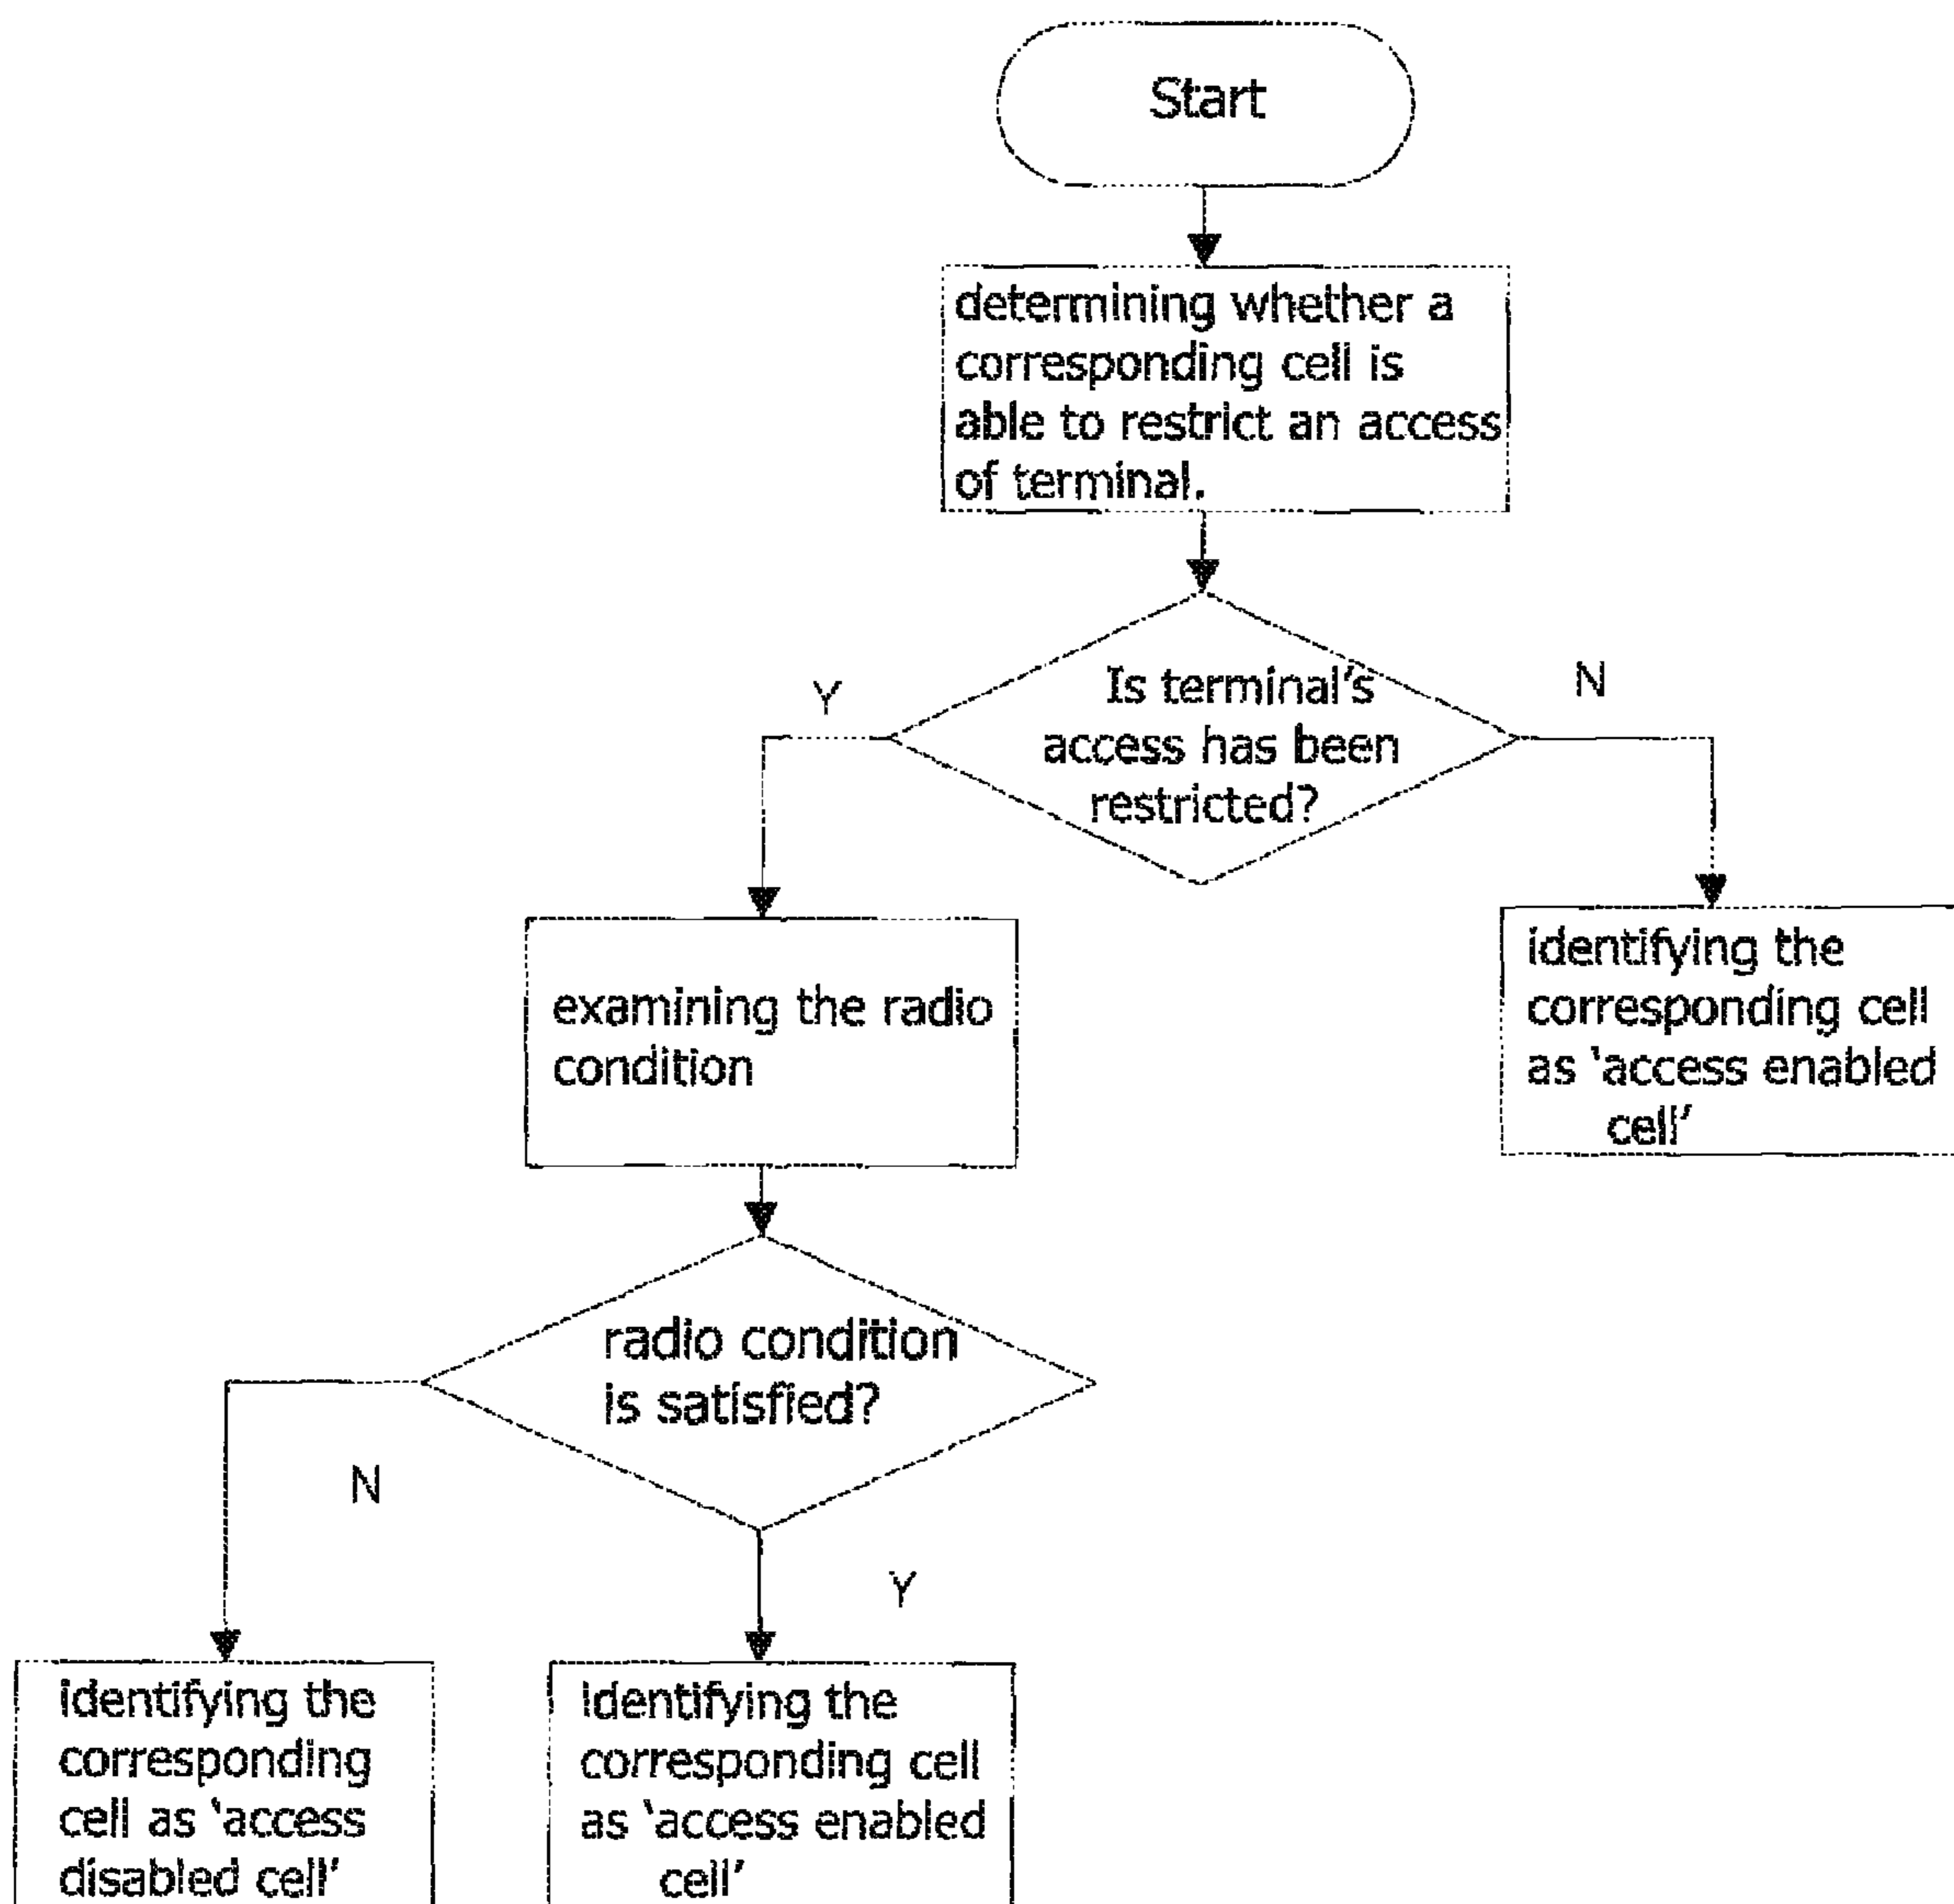 Start
determining whether a
corresponding cell is
able to restrict an access
of terminal.
Is terminal's
access has been
restricted?
Y
N
examining the radio
condition
identifying the
corresponding cell
as 'access enabled
cell'
radio condition
is satisfied?
N
Y
identifying the
corresponding
cell as 'access
disabled cell'
identifying the
corresponding cell
as 'access enabled
cell'